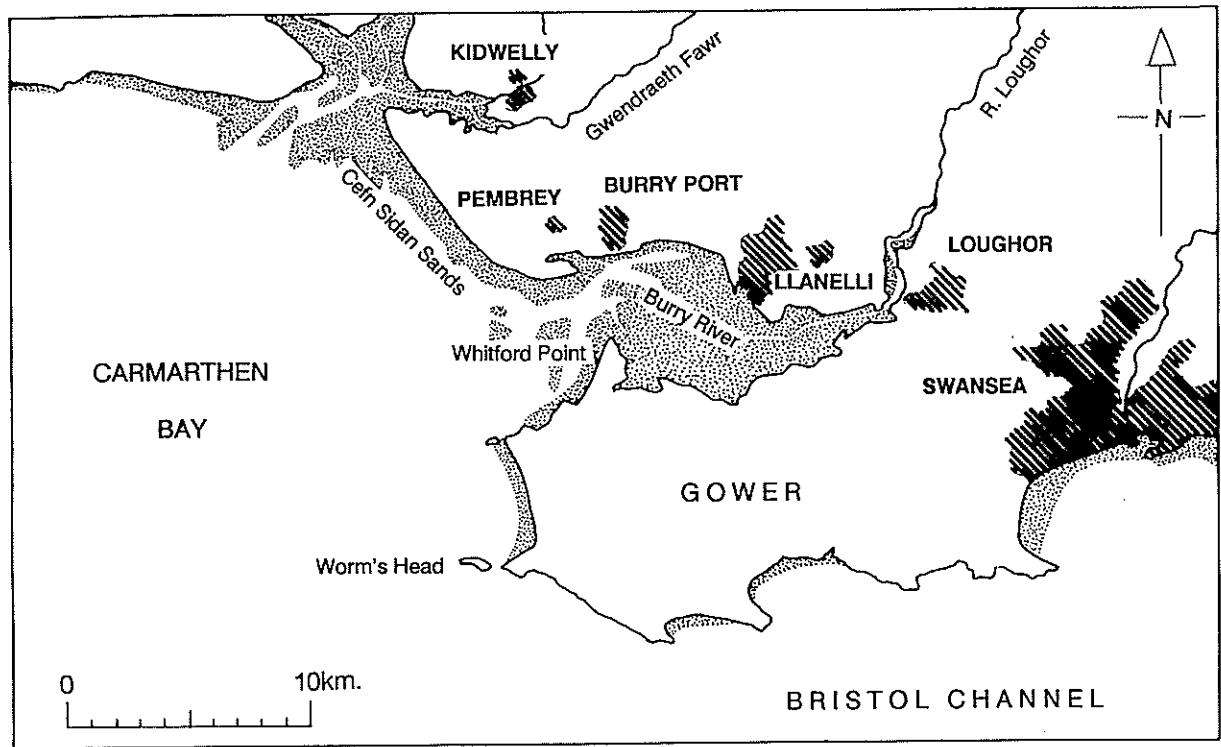 KIDWELLY
Gwendraeth Fawr
R. Loughor
N
Cefn Sidan Sands
PEMBREY
BURRY PORT
LOUGHOR
LLANELLI
Burry River
Whitford Point
CARMARTHEN
BAY
SWANSEA
GOWER
Worm's Head
0 10km.
BRISTOL CHANNEL